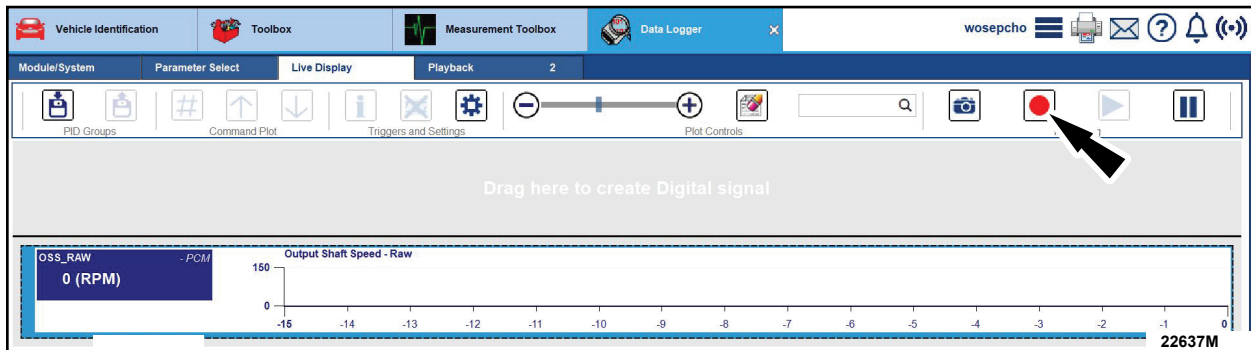 Vehicle Identification Toolbox Measurement Toolbox Data Logger × wosepcho
Module/System Parameter Select Live Display Playback 2
PID Groups Command Plot Triggers and Settings Plot Controls
Drag here to create Digital signal
OSS_RAW - PCM
0 (RPM)
Output Shaft Speed - Raw
150
0
-15 -14 -13 -12 -11 -10 -9 -8 -7 -6 -5 -4 -3 -2 -1 0
22637M